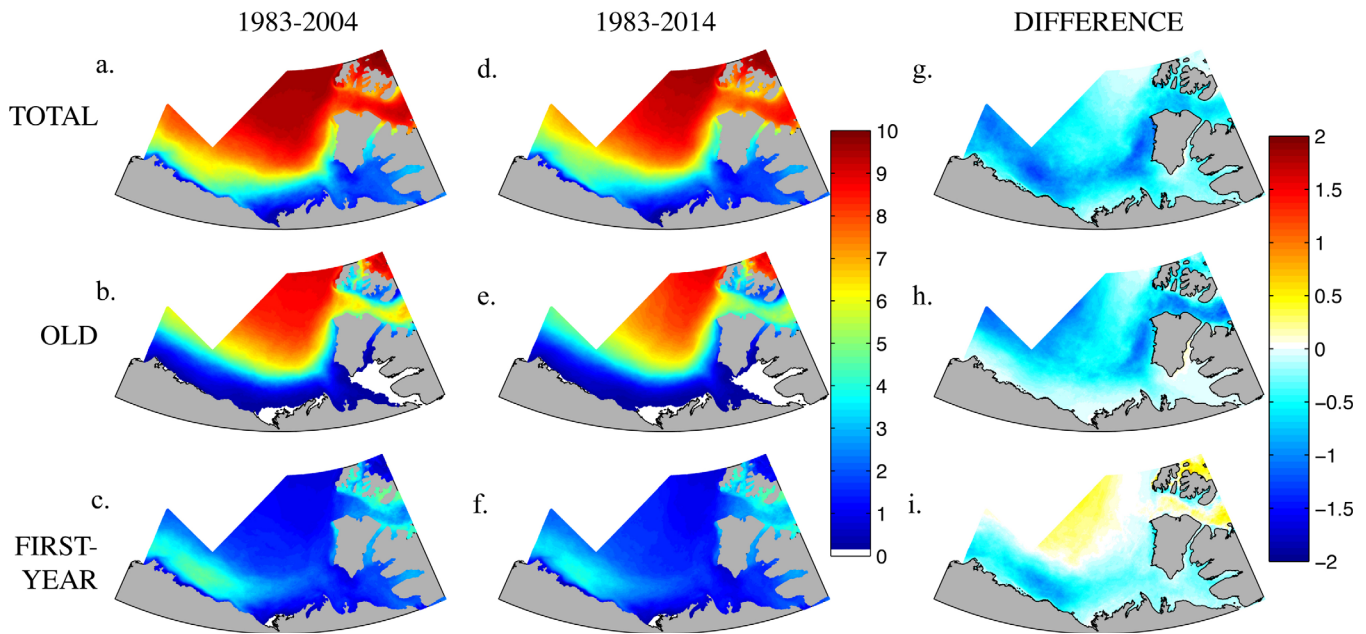 1983-2004 1983-2014 DIFFERENCE
a. d. g.
TOTAL
10
9
8
7
6
5
4
3
2
1
0
2
1.5
1
0.5
0
−0.5
−1
−1.5
−2
b. e. h.
OLD
c. f. i.
FIRST-
YEAR